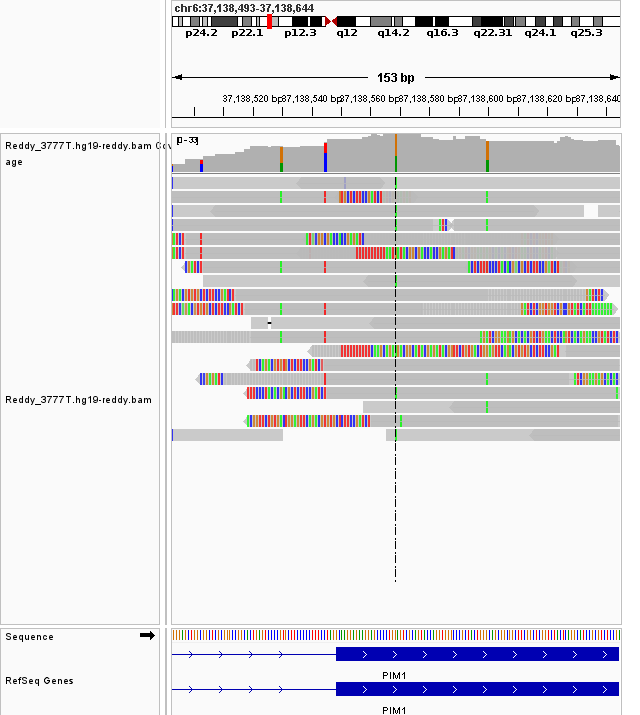 chr6:37,138,493-37,138,644
p24.2 p22.1 p12.3 q12 q14.2 q16.3 q22.31 q24.1 q25.3
153 bp
37,138,520 bp 37,138,540 bp 37,138,560 bp 37,138,580 bp 37,138,600 bp 37,138,620 bp 37,138,640
Reddy_3777T.hg19-reddy.bam Cov
age
[0-33]
Reddy_3777T.hg19-reddy.bam
Sequence
RefSeq Genes
PIM1
PIM1